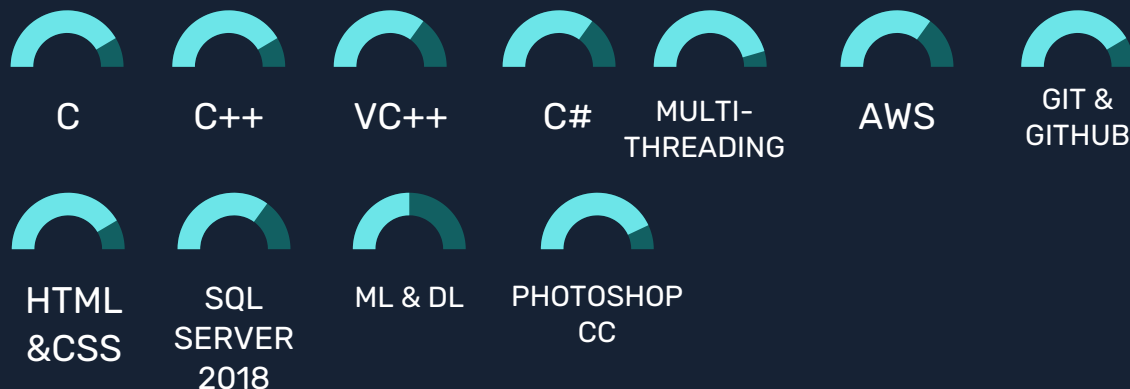 C
C++
VC++
C#
MULTI-
THREADING
AWS
GIT &
GITHUB
HTML
&CSS
SQL
SERVER
2018
ML & DL
PHOTOSHOP
CC